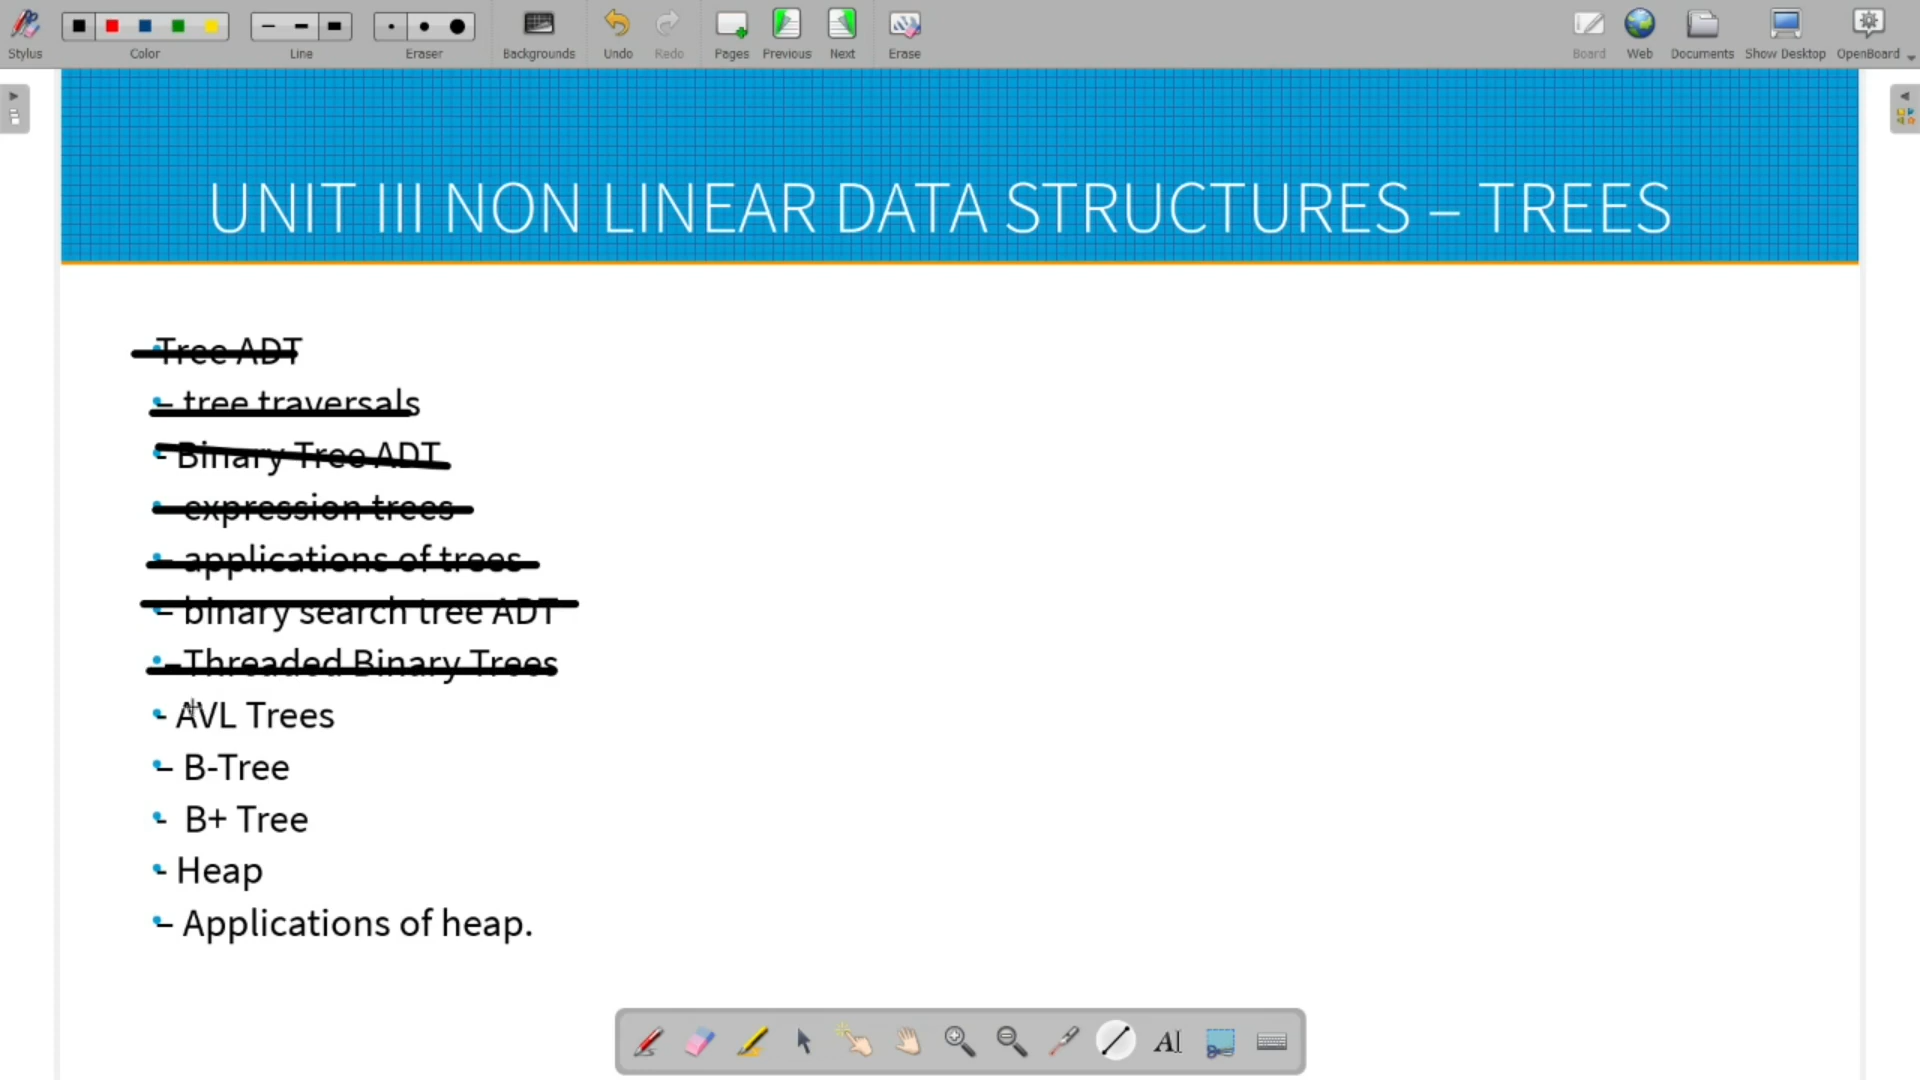 Stylus
Color
Line
Eraser
Backgrounds
Undo
Redo
Pages
Previous
Next
Erase
Board
Web
Documents
Show Desktop
OpenBoard
UNIT III NON LINEAR DATA STRUCTURES – TREES
• Tree ADT
• – tree traversals
• - Binary Tree ADT
• expression trees
• – applications of trees
• – binary search tree ADT
• –Threaded Binary Trees
• - AVL Trees
• – B-Tree
• - B+ Tree
• - Heap
• – Applications of heap.
AI